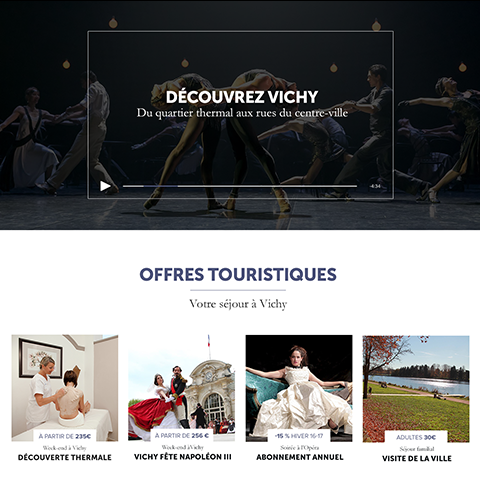 DÉCOUVREZ VICHY
Du quartier thermal aux rues du centre-ville
-4:34
OFFRES TOURISTIQUES
Votre séjour à Vichy
À PARTIR DE 235€
Week-end à Vichy
DÉCOUVERTE THERMALE
À PARTIR DE 256 €
Week-end à Vichy
VICHY FÊTE NAPOLÉON III
-15 % HIVER 16-17
Soirée à l'Opéra
ABONNEMENT ANNUEL
ADULTES 30€
Séjour familial
VISITE DE LA VILLE